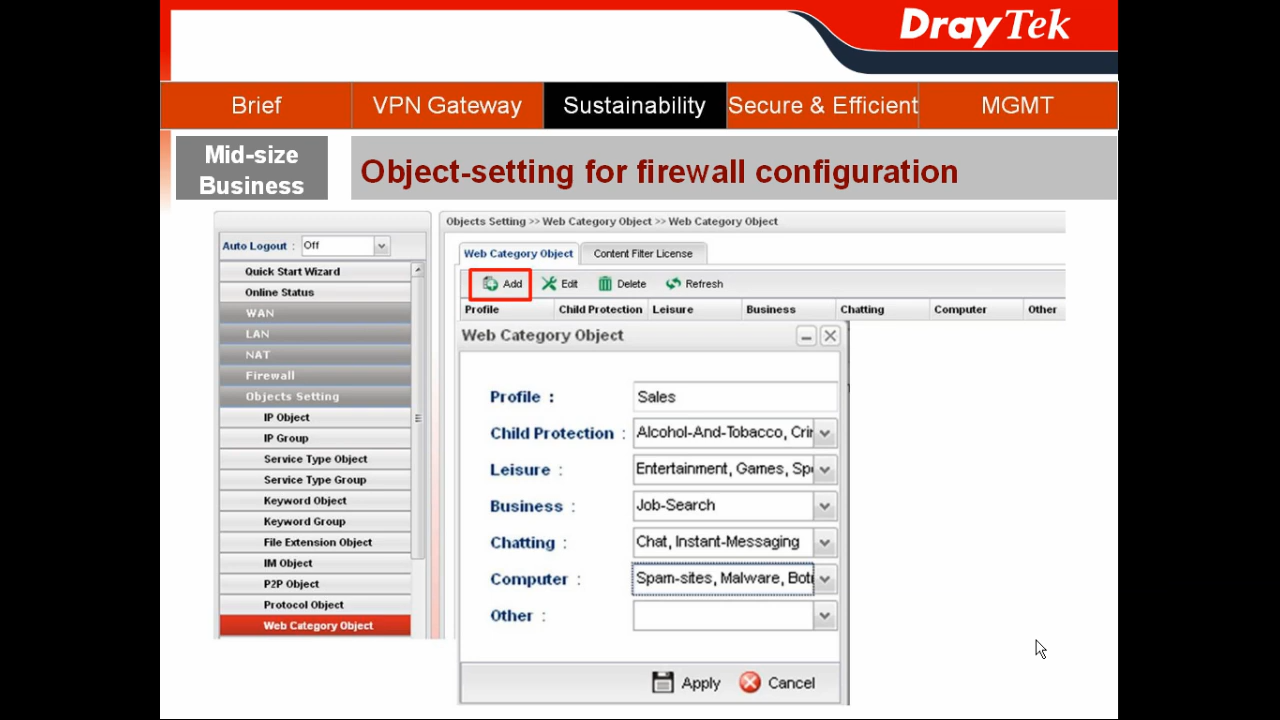 DrayTek
Brief VPN Gateway Sustainability Secure & Efficient MGMT
Mid-size
Business
Object-setting for firewall configuration
Objects Setting >> Web Category Object >> Web Category Object
Auto Logout : Off
Web Category Object Content Filter License
Quick Start Wizard
Add Edit Delete Refresh
Online Status
Profile Child Protection Leisure Business Chatting Computer Other
WAN
LAN
NAT
Firewall
Objects Setting
IP Object
IP Group
Service Type Object
Service Type Group
Keyword Object
Keyword Group
File Extension Object
IM Object
P2P Object
Protocol Object
Web Category Object
Web Category Object
Profile : Sales
Child Protection : Alcohol-And-Tobacco, Crir
Leisure : Entertainment, Games, Sp
Business : Job-Search
Chatting : Chat, Instant-Messaging
Computer : Spam-sites, Malware, Bot
Other :
Apply Cancel